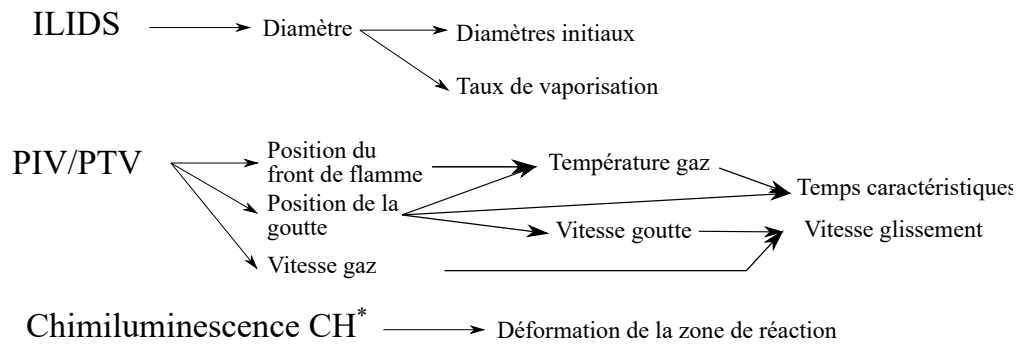 ILIDS
Diamètre
Diamètres initiaux
Taux de vaporisation
PIV/PTV
Position du
front de flamme
Position de la
goutte
Vitesse gaz
Température gaz
Vitesse goutte
Temps caractéristiques
Vitesse glissement
Chimiluminescence CH*
Déformation de la zone de réaction